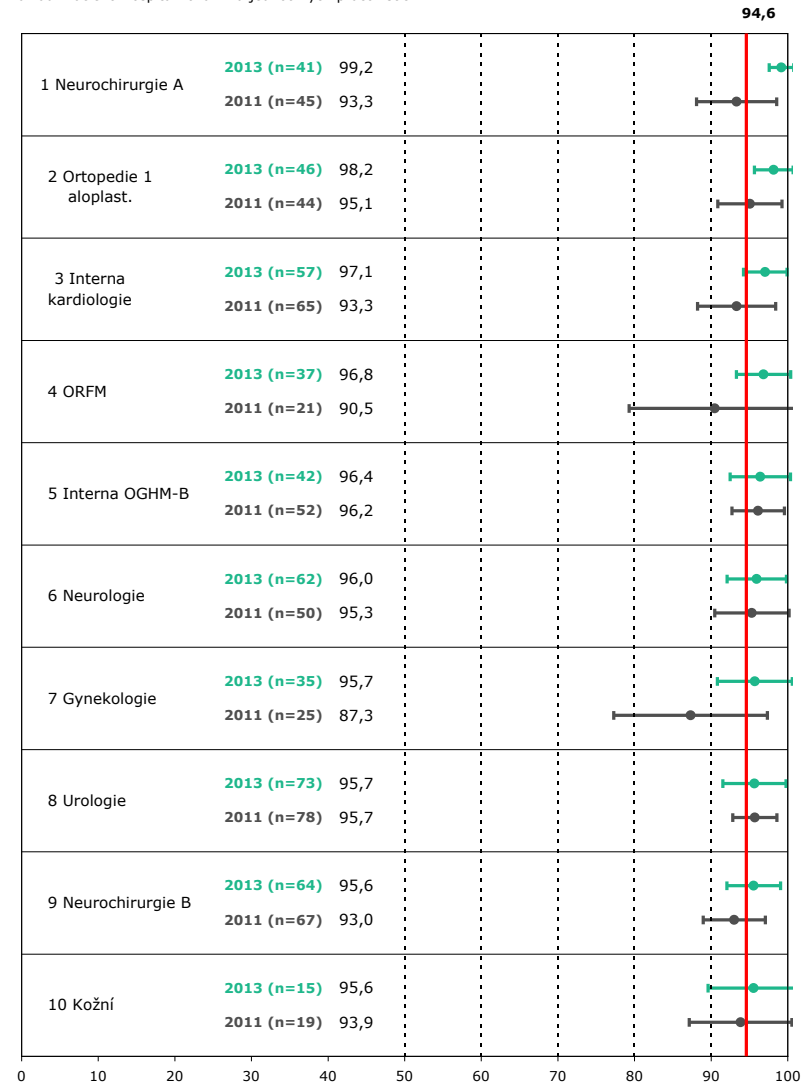 94,6
1 Neurochirurgie A
2013 (n=41) 99,2
2011 (n=45) 93,3
2 Ortopedie 1
aloplast.
2013 (n=46) 98,2
2011 (n=44) 95,1
3 Interna
kardiologie
2013 (n=57) 97,1
2011 (n=65) 93,3
4 ORFM
2013 (n=37) 96,8
2011 (n=21) 90,5
5 Interna OGHM-B
2013 (n=42) 96,4
2011 (n=52) 96,2
6 Neurologie
2013 (n=62) 96,0
2011 (n=50) 95,3
7 Gynekologie
2013 (n=35) 95,7
2011 (n=25) 87,3
8 Urologie
2013 (n=73) 95,7
2011 (n=78) 95,7
9 Neurochirurgie B
2013 (n=64) 95,6
2011 (n=67) 93,0
10 Kožní
2013 (n=15) 95,6
2011 (n=19) 93,9
0 10 20 30 40 50 60 70 80 90 100